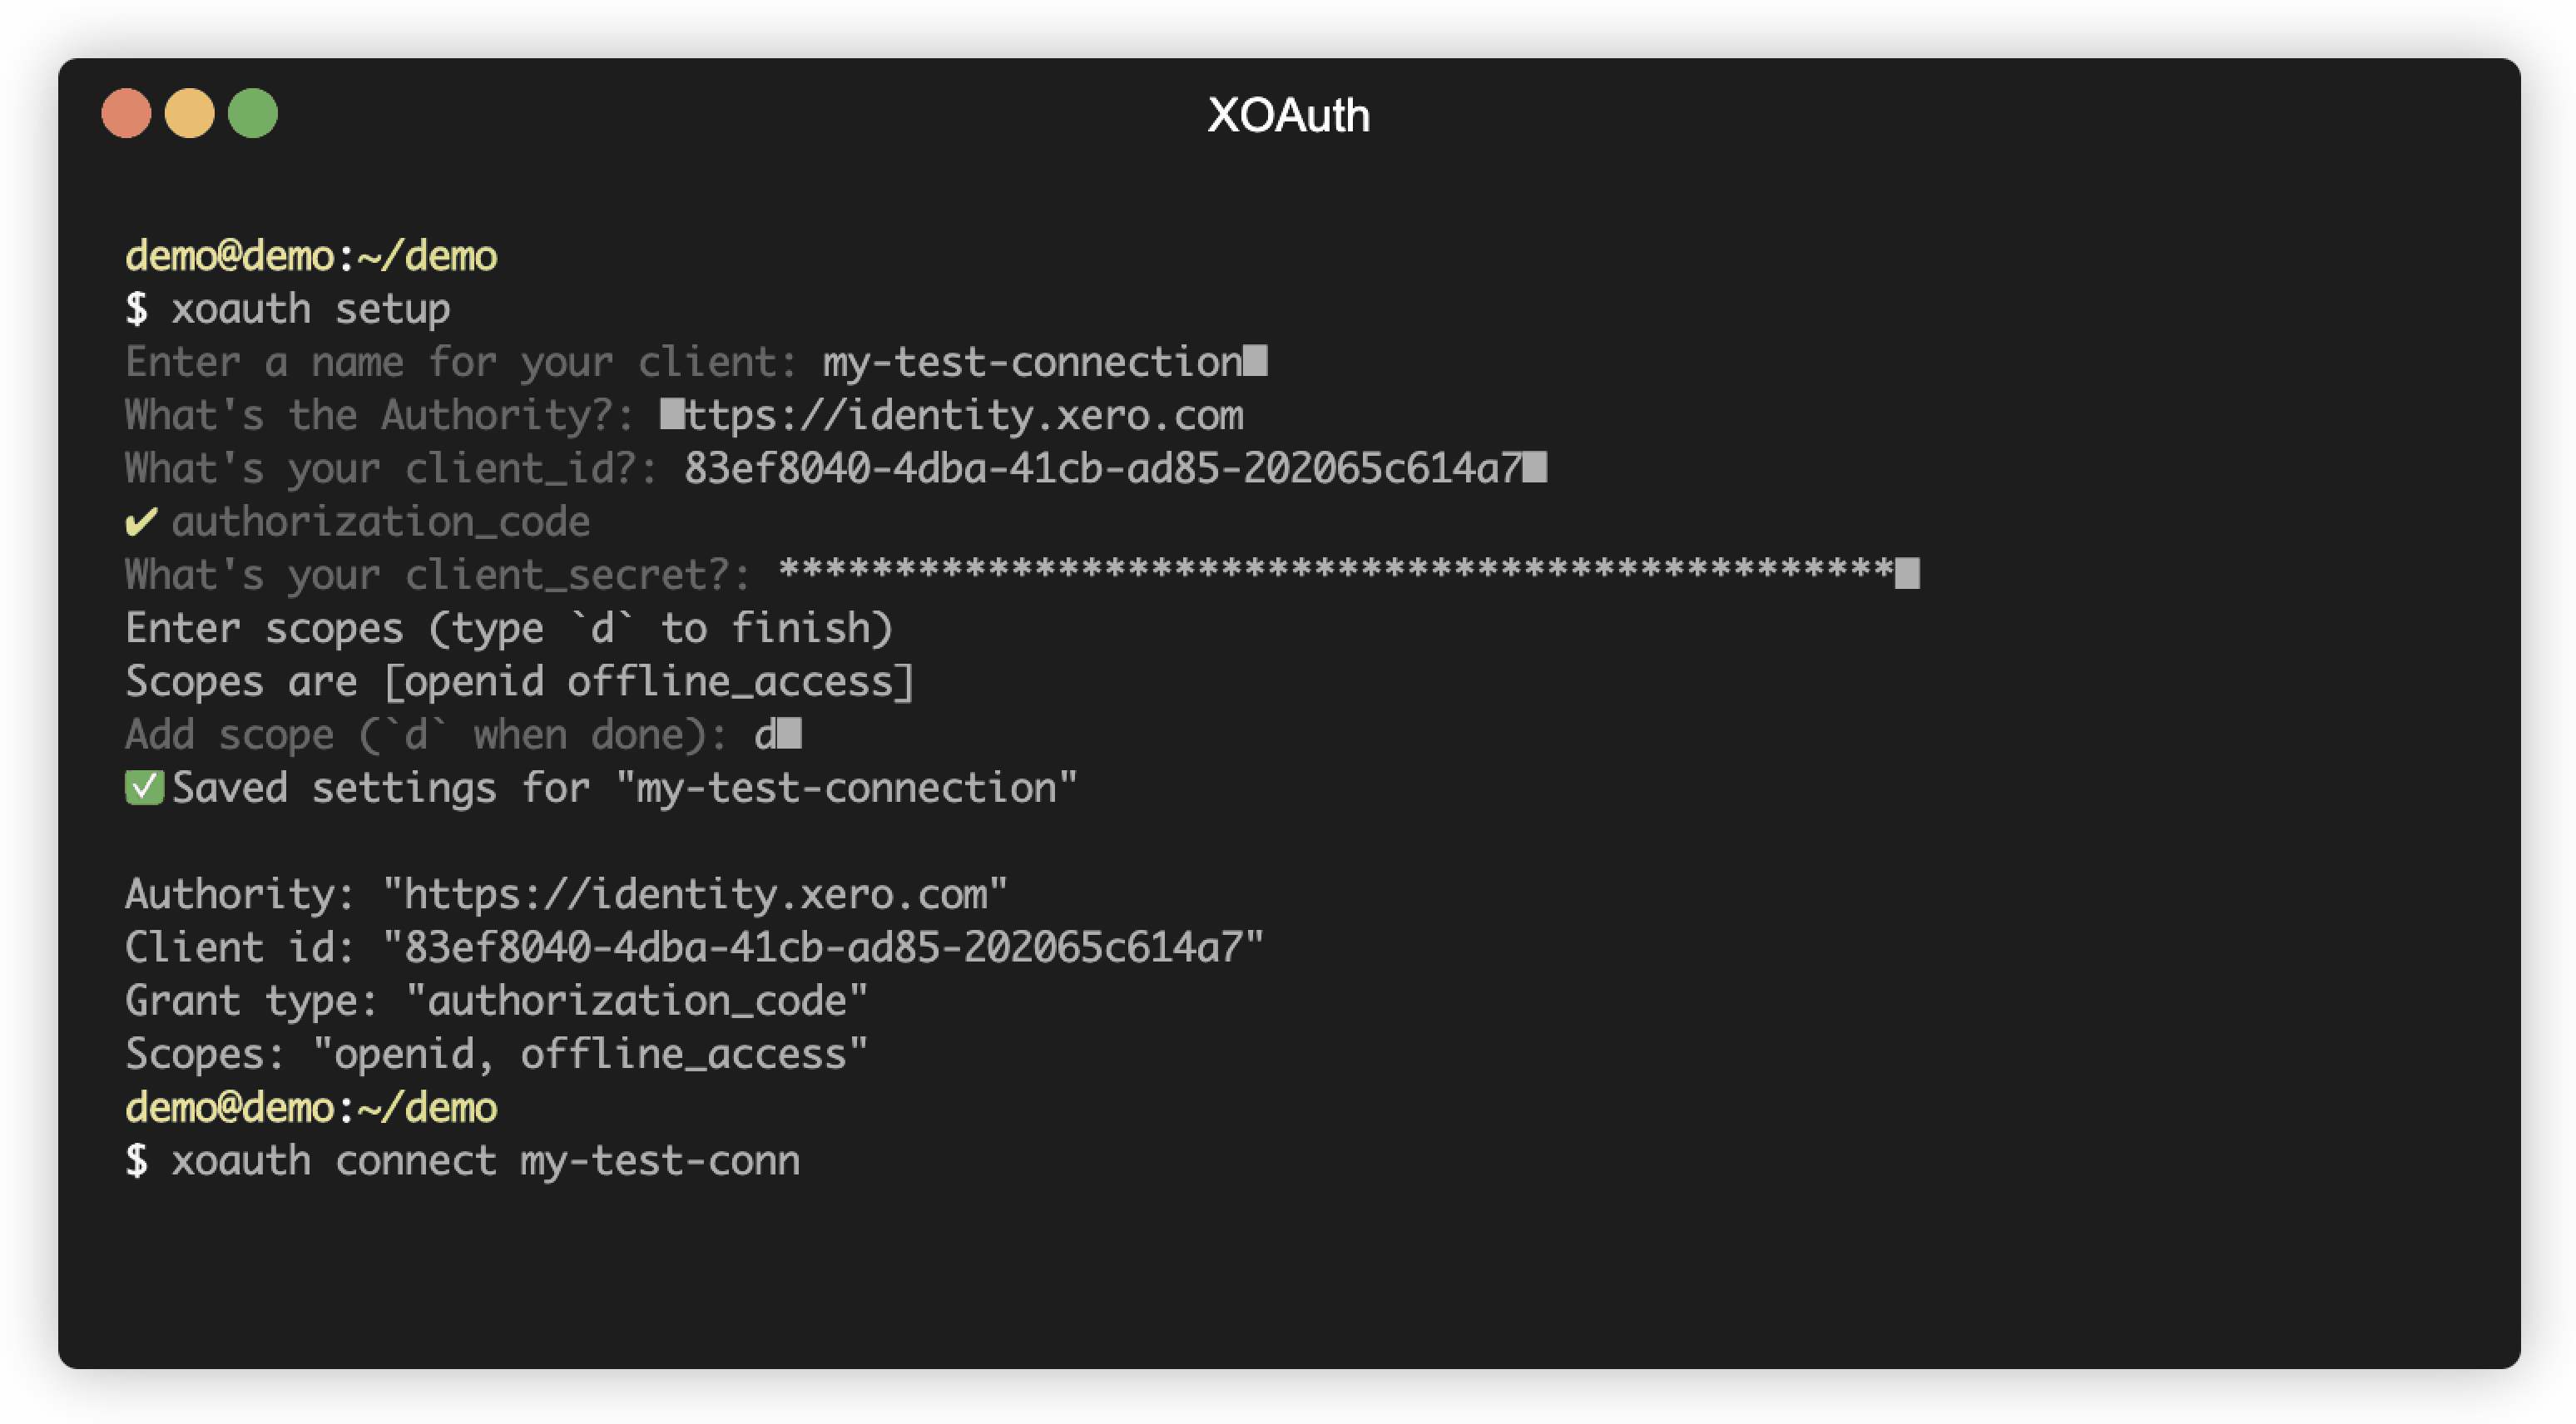 XOAuth
demo@demo:~/demo
$ xoauth setup
Enter a name for your client: my-test-connection
What's the Authority?: ttps://identity.xero.com
What's your client_id?: 83ef8040-4dba-41cb-ad85-202065c614a7
✔ authorization_code
What's your client_secret?: ************************************************
Enter scopes (type `d` to finish)
Scopes are [openid offline_access]
Add scope (`d` when done): d
✅ Saved settings for "my-test-connection"
Authority: "https://identity.xero.com"
Client id: "83ef8040-4dba-41cb-ad85-202065c614a7"
Grant type: "authorization_code"
Scopes: "openid, offline_access"
demo@demo:~/demo
$ xoauth connect my-test-conn